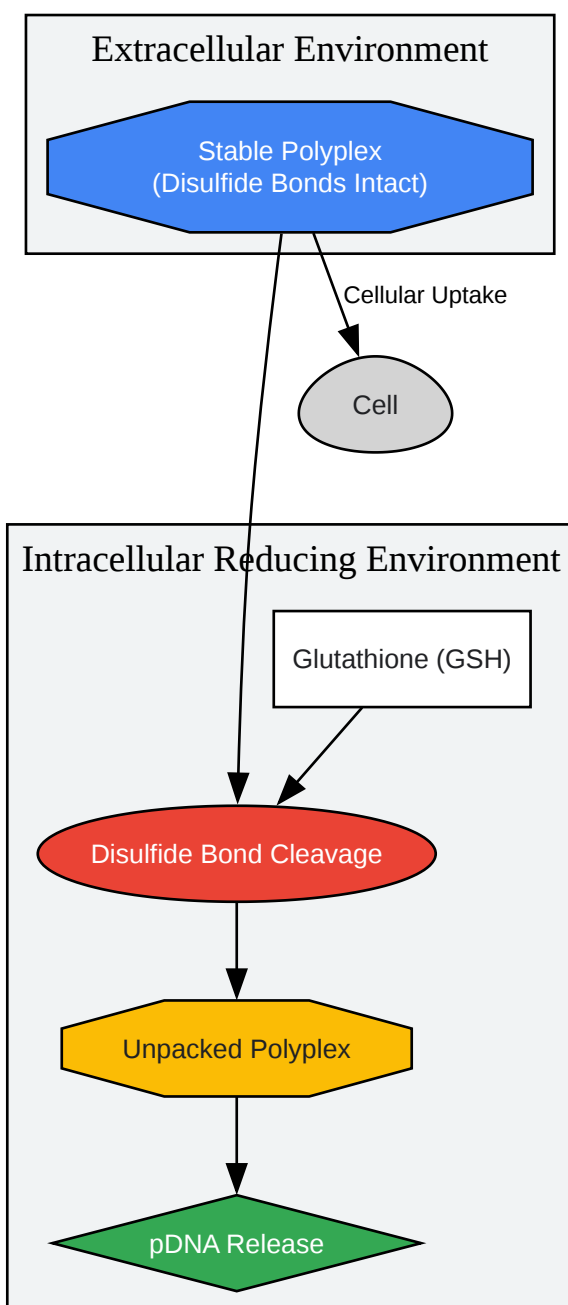 Extracellular Environment
Stable Polyplex
(Disulfide Bonds Intact)
Cellular Uptake
Cell
Intracellular Reducing Environment
Glutathione (GSH)
Disulfide Bond Cleavage
Unpacked Polyplex
pDNA Release